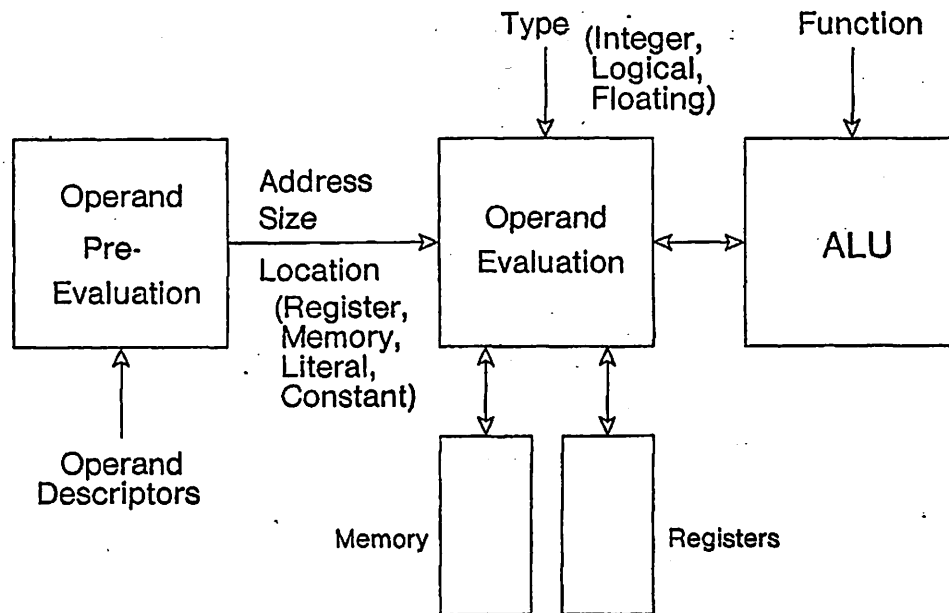 Type
(Integer,
Logical,
Floating)
Function
Operand
Pre-
Evaluation
Address
Size
Location
(Register,
Memory,
Literal,
Constant)
Operand
Evaluation
ALU
Operand
Descriptors
Memory
Registers